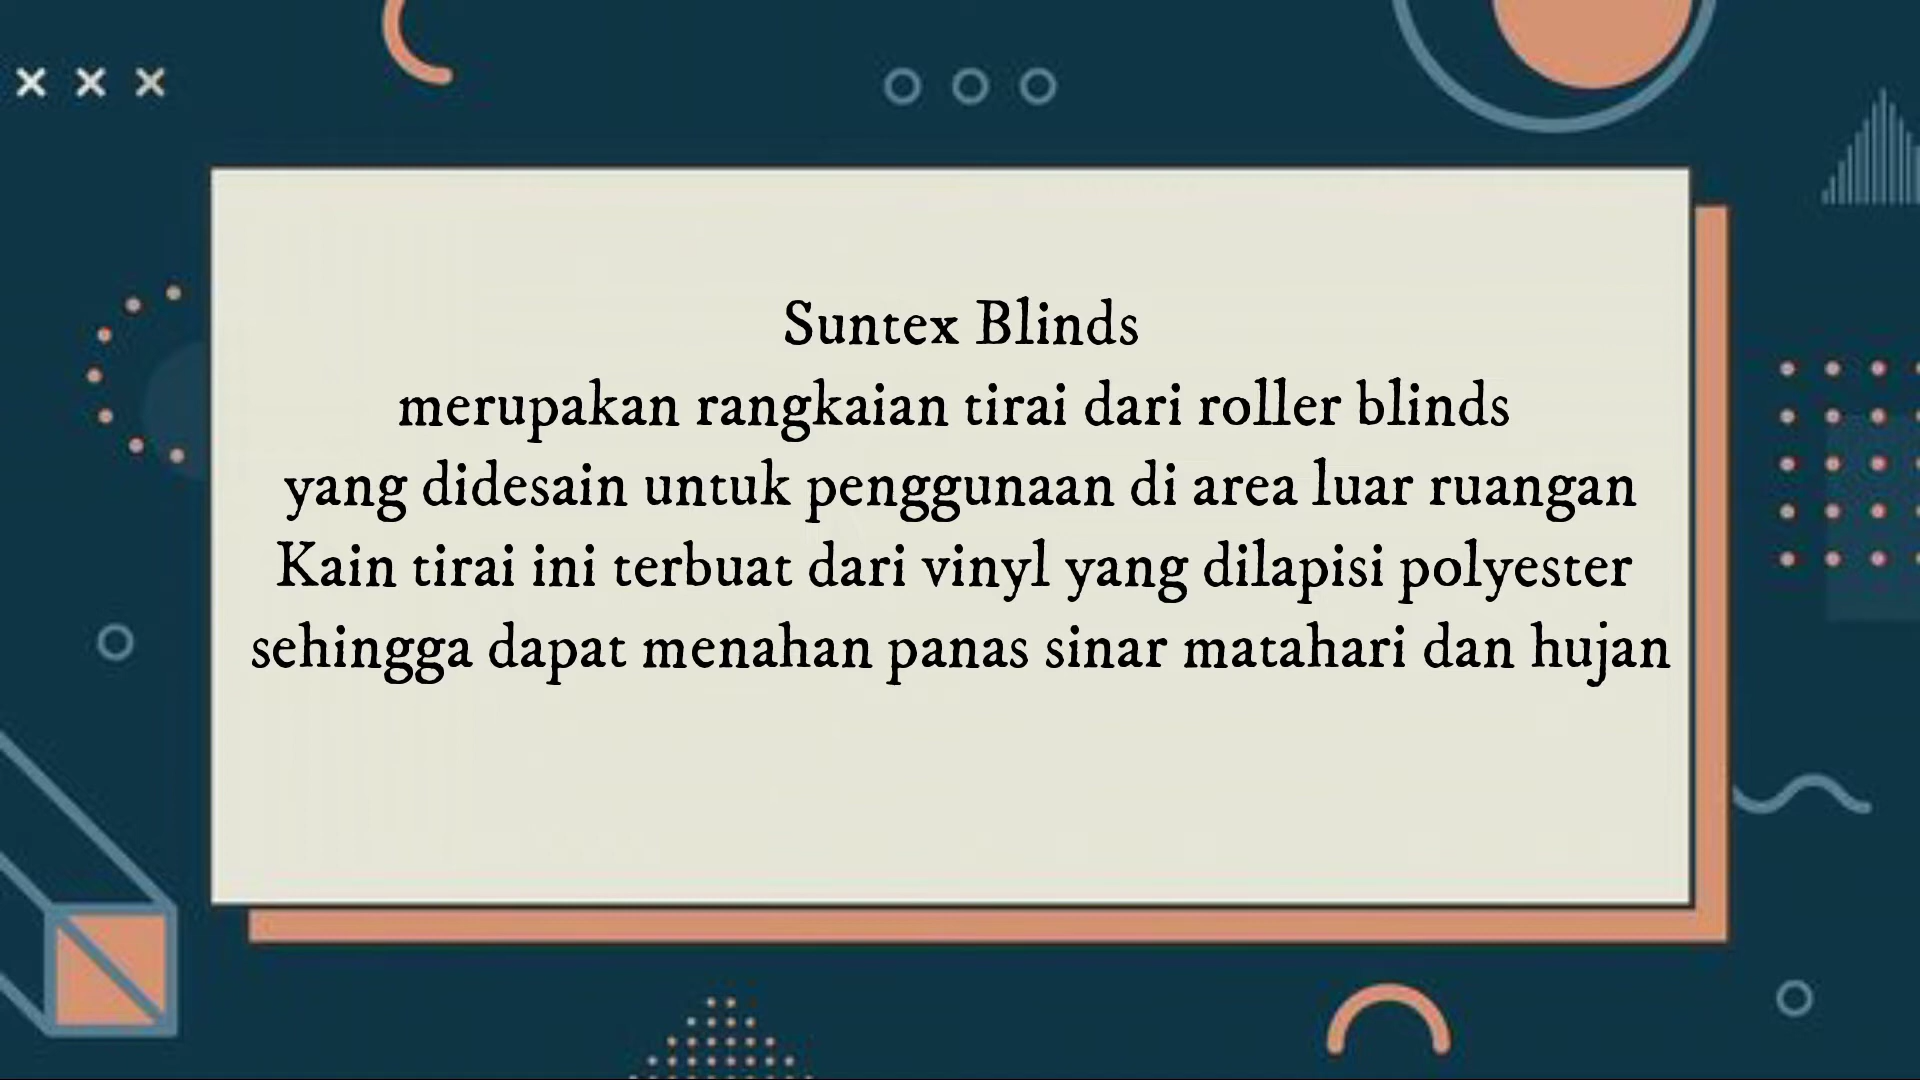 Suntex Blinds
merupakan rangkaian tirai dari roller blinds
yang didesain untuk penggunaan di area luar ruangan
Kain tirai ini terbuat dari vinyl yang dilapisi polyester
sehingga dapat menahan panas sinar matahari dan hujan